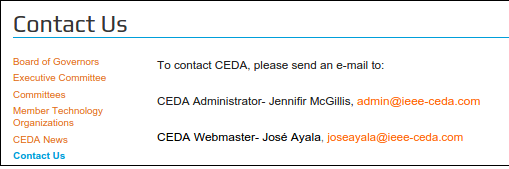 Contact Us
Board of Governors
Executive Committee
Committees
Member Technology
Organizations
CEDA News
Contact Us
To contact CEDA, please send an e-mail to:
CEDA Administrator- Jennifir McGillis, admin@ieee-ceda.com
CEDA Webmaster- José Ayala, joseayala@ieee-ceda.com